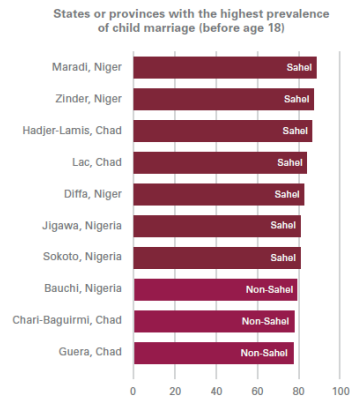 States or provinces with the highest prevalence
of child marriage (before age 18)
Maradi, Niger Sahel
Zinder, Niger Sahel
Hadjer-Lamis, Chad Sahel
Lac, Chad Sahel
Diffa, Niger Sahel
Jigawa, Nigeria Sahel
Sokoto, Nigeria Sahel
Bauchi, Nigeria Non-Sahel
Chari-Baguirmi, Chad Non-Sahel
Guera, Chad Non-Sahel
0 20 40 60 80 100